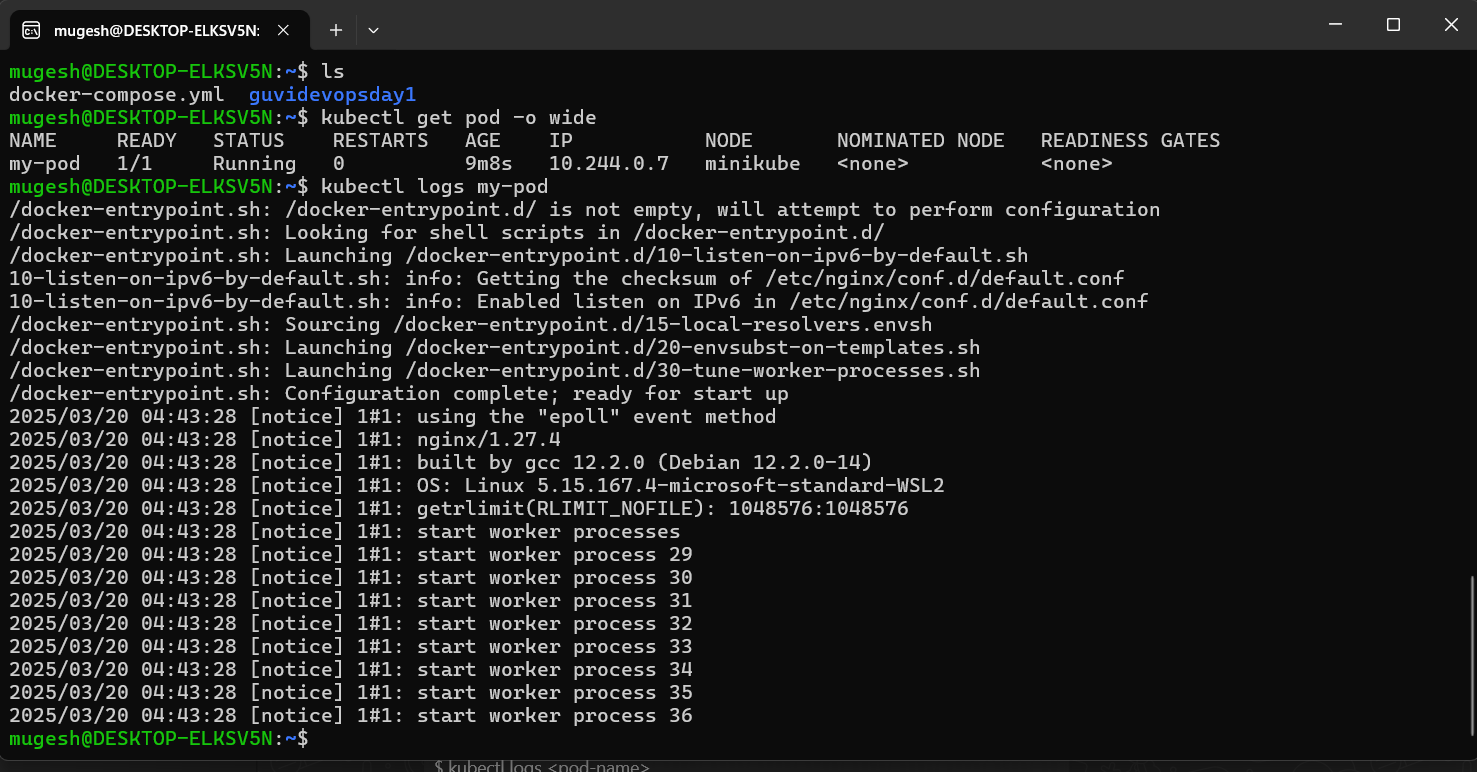 mugesh@DESKTOP-ELKSV5N:
mugesh@DESKTOP-ELKSV5N:~$ ls
docker-compose.yml  guvidevopsday1
mugesh@DESKTOP-ELKSV5N:~$ kubectl get pod -o wide
NAME     READY   STATUS    RESTARTS   AGE    IP           NODE       NOMINATED NODE   READINESS GATES
my-pod   1/1     Running   0          9m8s   10.244.0.7   minikube   <none>           <none>
mugesh@DESKTOP-ELKSV5N:~$ kubectl logs my-pod
/docker-entrypoint.sh: /docker-entrypoint.d/ is not empty, will attempt to perform configuration
/docker-entrypoint.sh: Looking for shell scripts in /docker-entrypoint.d/
/docker-entrypoint.sh: Launching /docker-entrypoint.d/10-listen-on-ipv6-by-default.sh
10-listen-on-ipv6-by-default.sh: info: Getting the checksum of /etc/nginx/conf.d/default.conf
10-listen-on-ipv6-by-default.sh: info: Enabled listen on IPv6 in /etc/nginx/conf.d/default.conf
/docker-entrypoint.sh: Sourcing /docker-entrypoint.d/15-local-resolvers.envsh
/docker-entrypoint.sh: Launching /docker-entrypoint.d/20-envsubst-on-templates.sh
/docker-entrypoint.sh: Launching /docker-entrypoint.d/30-tune-worker-processes.sh
/docker-entrypoint.sh: Configuration complete; ready for start up
2025/03/20 04:43:28 [notice] 1#1: using the "epoll" event method
2025/03/20 04:43:28 [notice] 1#1: nginx/1.27.4
2025/03/20 04:43:28 [notice] 1#1: built by gcc 12.2.0 (Debian 12.2.0-14)
2025/03/20 04:43:28 [notice] 1#1: OS: Linux 5.15.167.4-microsoft-standard-WSL2
2025/03/20 04:43:28 [notice] 1#1: getrlimit(RLIMIT_NOFILE): 1048576:1048576
2025/03/20 04:43:28 [notice] 1#1: start worker processes
2025/03/20 04:43:28 [notice] 1#1: start worker process 29
2025/03/20 04:43:28 [notice] 1#1: start worker process 30
2025/03/20 04:43:28 [notice] 1#1: start worker process 31
2025/03/20 04:43:28 [notice] 1#1: start worker process 32
2025/03/20 04:43:28 [notice] 1#1: start worker process 33
2025/03/20 04:43:28 [notice] 1#1: start worker process 34
2025/03/20 04:43:28 [notice] 1#1: start worker process 35
2025/03/20 04:43:28 [notice] 1#1: start worker process 36
mugesh@DESKTOP-ELKSV5N:~$
$ kubectl logs <pod-name>